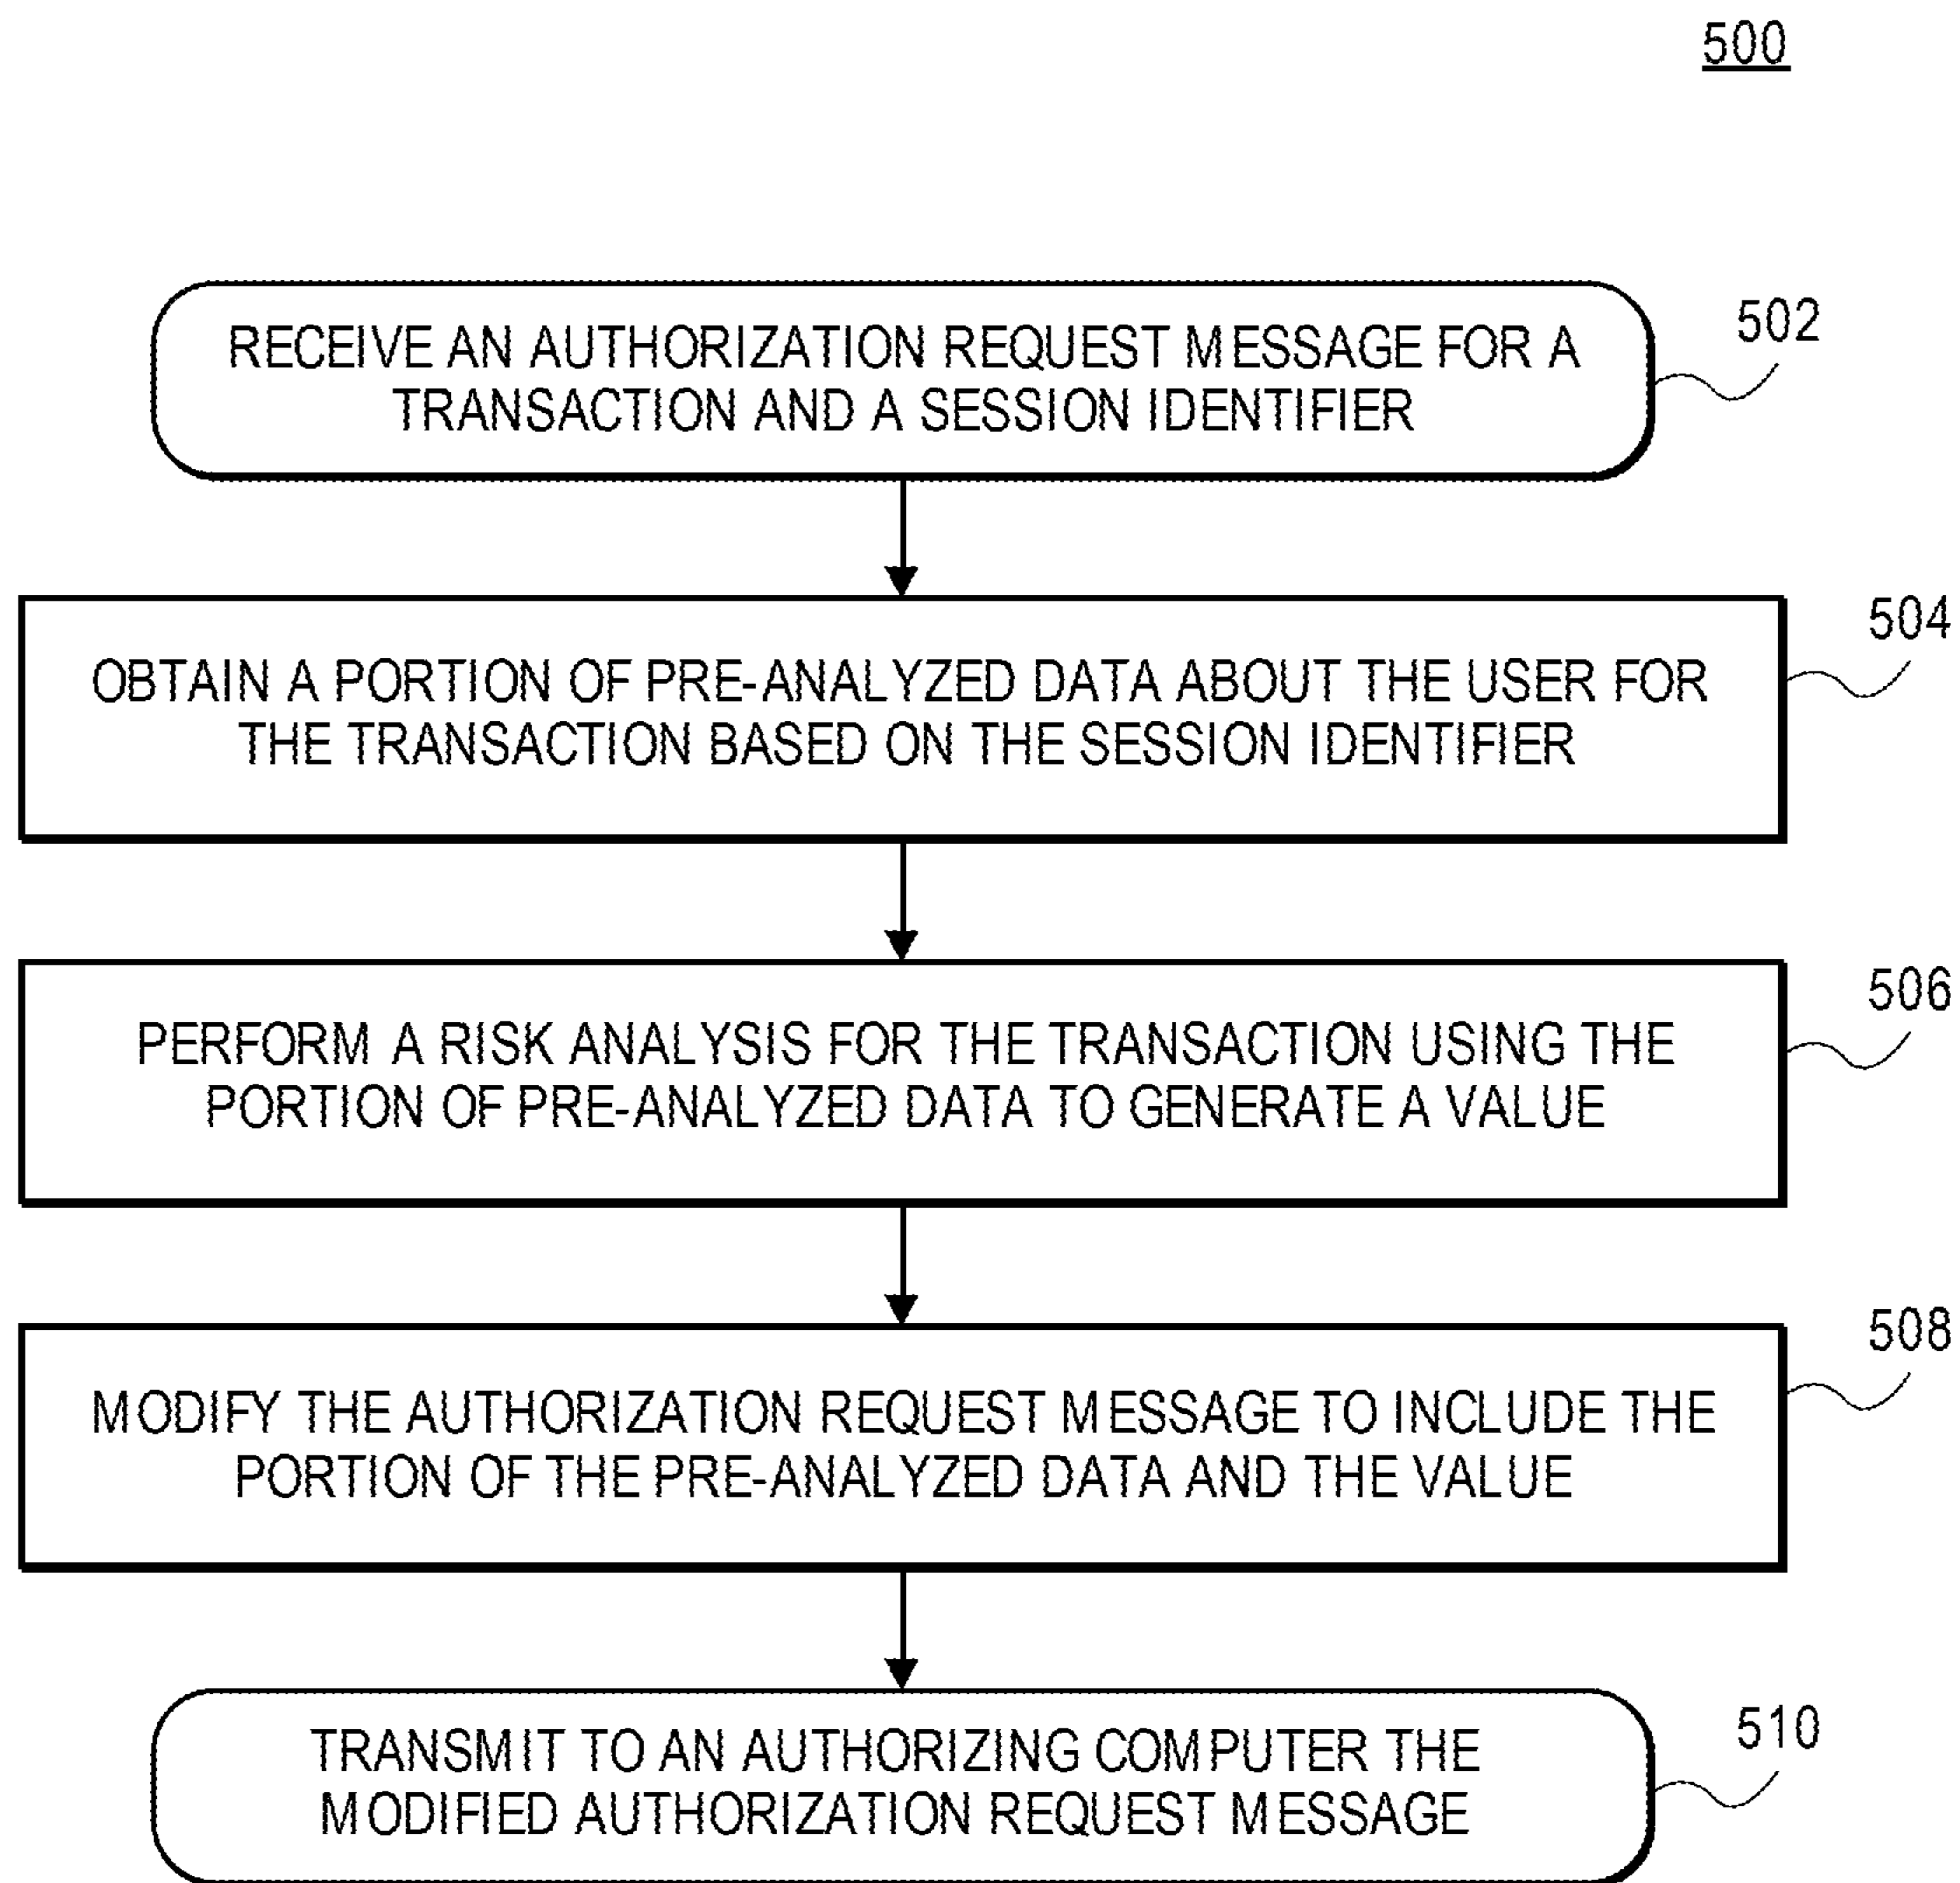 500
RECEIVE AN AUTHORIZATION REQUEST MESSAGE FOR A
TRANSACTION AND A SESSION IDENTIFIER
502
OBTAIN A PORTION OF PRE-ANALYZED DATA ABOUT THE USER FOR
THE TRANSACTION BASED ON THE SESSION IDENTIFIER
504
PERFORM A RISK ANALYSIS FOR THE TRANSACTION USING THE
PORTION OF PRE-ANALYZED DATA TO GENERATE A VALUE
506
MODIFY THE AUTHORIZATION REQUEST MESSAGE TO INCLUDE THE
PORTION OF THE PRE-ANALYZED DATA AND THE VALUE
508
TRANSMIT TO AN AUTHORIZING COMPUTER THE
MODIFIED AUTHORIZATION REQUEST MESSAGE
510